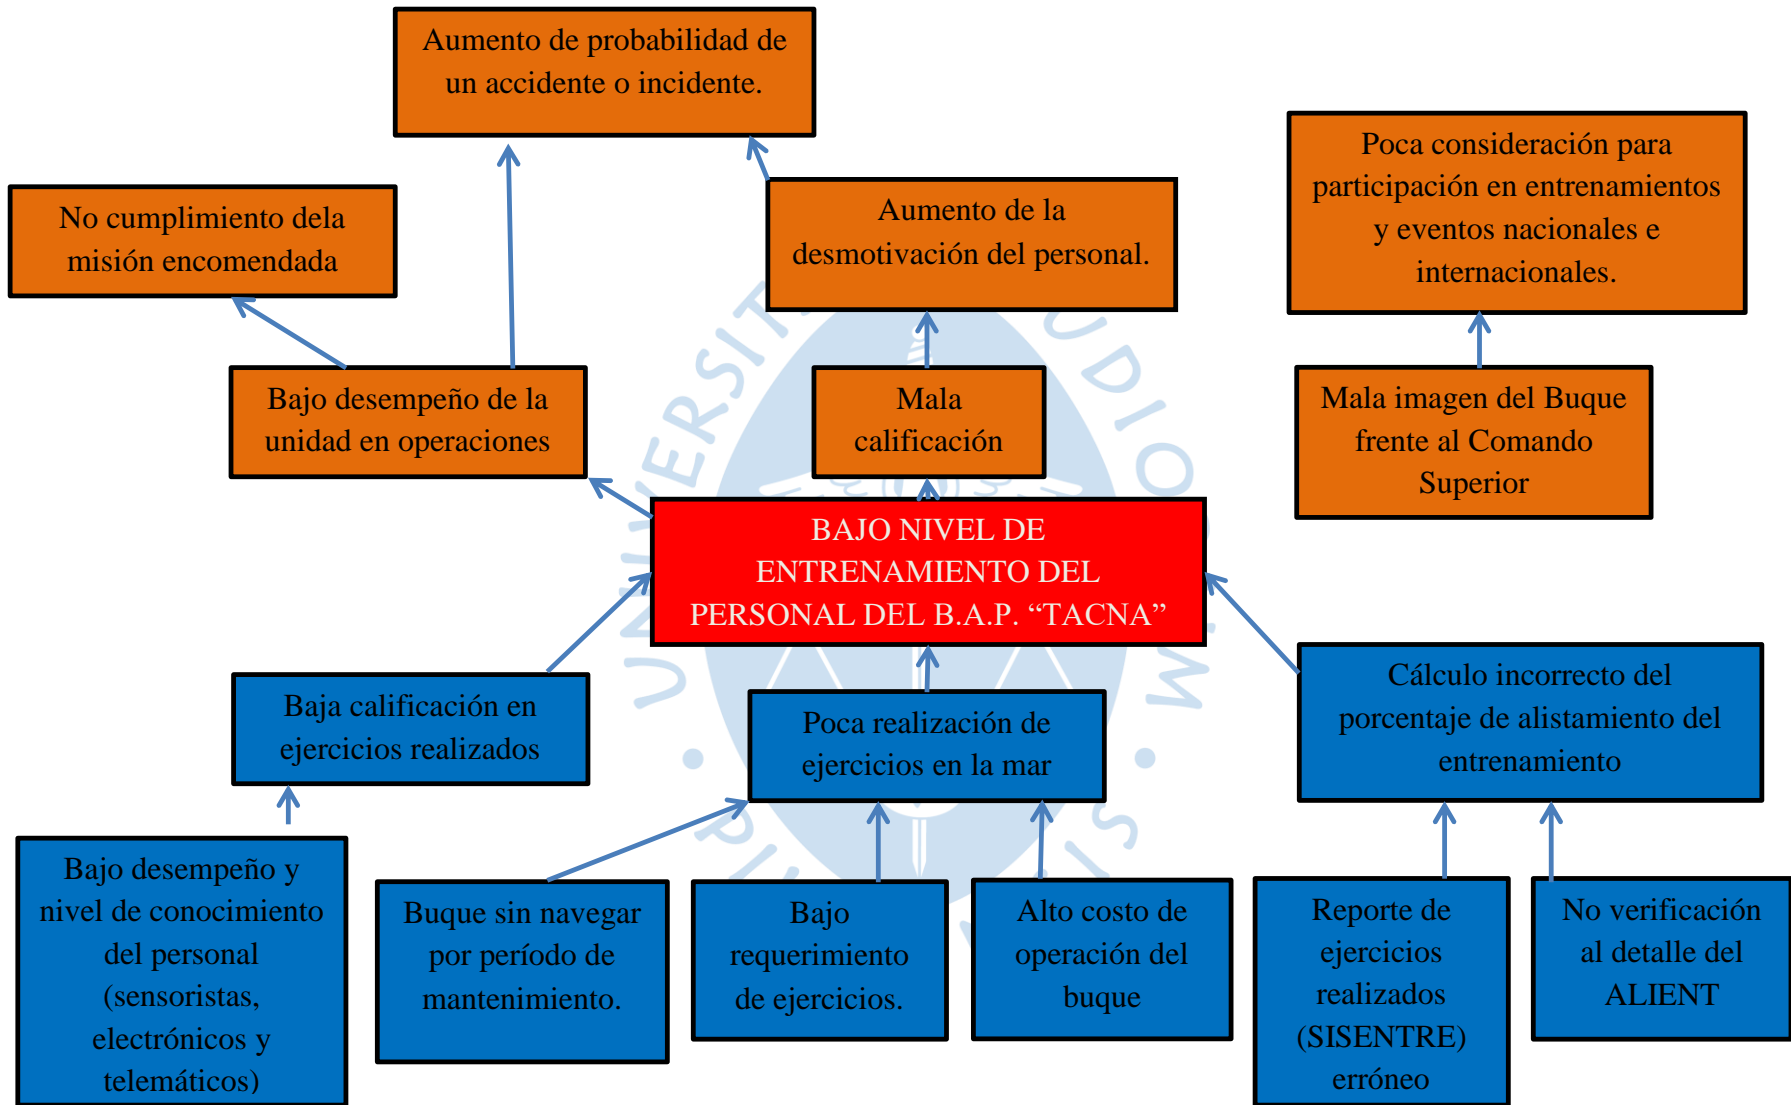 Aumento de probabilidad de
un accidente o incidente.
Poca consideración para
participación en entrenamientos
y eventos nacionales e
internacionales.
No cumplimiento dela
misión encomendada
Aumento de la
desmotivación del personal.
Bajo desempeño de la
unidad en operaciones
Mala
calificación
Mala imagen del Buque
frente al Comando
Superior
BAJO NIVEL DE
ENTRENAMIENTO DEL
PERSONAL DEL B.A.P. “TACNA”
Baja calificación en
ejercicios realizados
Poca realización de
ejercicios en la mar
Cálculo incorrecto del
porcentaje de alistamiento del
entrenamiento
Bajo desempeño y
nivel de conocimiento
del personal
(sensoristas,
electrónicos y
telemáticos)
Buque sin navegar
por período de
mantenimiento.
Bajo
requerimiento
de ejercicios.
Alto costo de
operación del
buque
Reporte de
ejercicios
realizados
(SISENTRE)
erróneo
No verificación
al detalle del
ALIENT